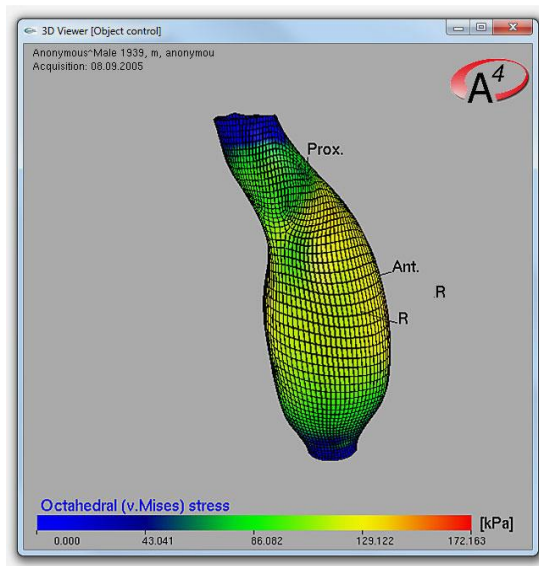 3D Viewer [Object control]
Anonymous^Male 1939, m, anonymou
Acquisition: 08.09.2005
A4
Prox.
Ant.
R
R
Octahedral (v.Mises) stress
[kPa]
0.000 43.041 86.082 129.122 172.163